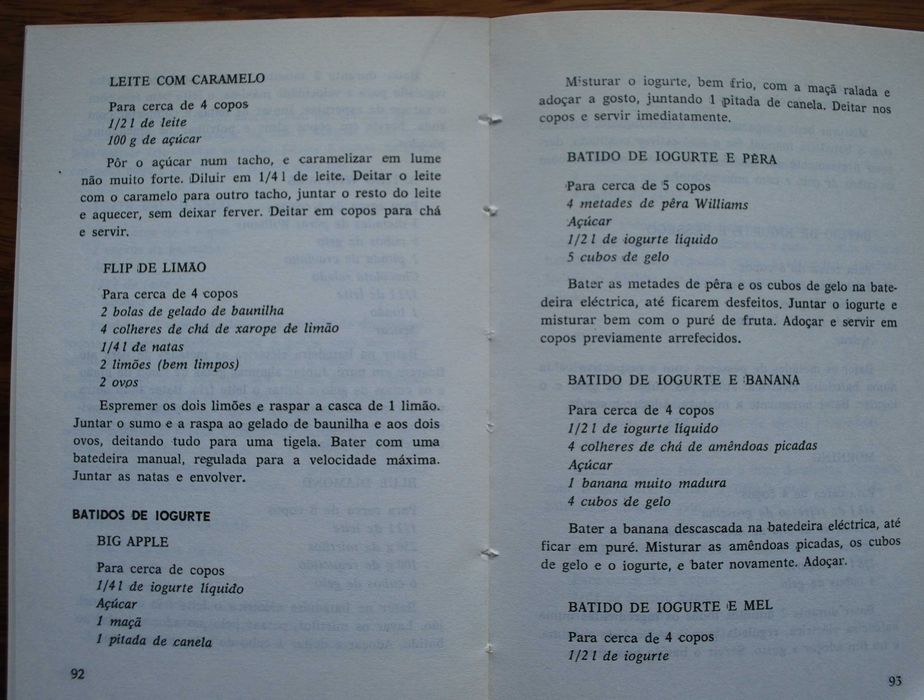 LEITE COM CARAMELO
Para cerca de 4 copos
1/2 l de leite
100 g de açúcar
Pôr o açúcar num tacho, e caramelizar em lume
não muito forte. Diluir em 1/4 l de leite. Deitar o leite
com o caramelo para outro tacho, juntar o resto do leite
e aquecer, sem deixar ferver. Deitar em copos para chá
e servir.
FLIP DE LIMÃO
Para cerca de 4 copos
2 bolas de gelado de baunilha
4 colheres de chá de xarope de limão
1/4 l de natas
2 limões (bem limpos)
2 ovos
Espremer os dois limões e raspar a casca de 1 limão.
Juntar o sumo e a raspa ao gelado de baunilha e aos dois
ovos, deitando tudo para uma tigela. Bater com uma
batedeira manual, regulada para a velocidade máxima.
Juntar as natas e envolver.
BATIDOS DE IOGURTE
BIG APPLE
Para cerca de copos
1/4 l de iogurte líquido
Açúcar
1 maçã
1 pitada de canela
92
Misturar o iogurte, bem frio, com a maçã ralada e
adoçar a gosto, juntando 1 pitada de canela. Deitar nos
copos e servir imediatamente.
BATIDO DE IOGURTE E PÊRA
Para cerca de 5 copos
4 metades de pêra Williams
Açúcar
1/2 l de iogurte líquido
5 cubos de gelo
Bater as metades de pêra e os cubos de gelo na bate-
deira eléctrica, até ficarem desfeitos. Juntar o iogurte e
misturar bem com o puré de fruta. Adoçar e servir em
copos previamente arrefecidos.
BATIDO DE IOGURTE E BANANA
Para cerca de 4 copos
1/2 l de iogurte líquido
4 colheres de chá de amêndoas picadas
Açúcar
1 banana muito madura
4 cubos de gelo
Bater a banana descascada na batedeira eléctrica, até
ficar em puré. Misturar as amêndoas picadas, os cubos
de gelo e o iogurte, e bater novamente. Adoçar.
BATIDO DE IOGURTE E MEL
Para cerca de 4 copos
1/2 l de iogurte
93